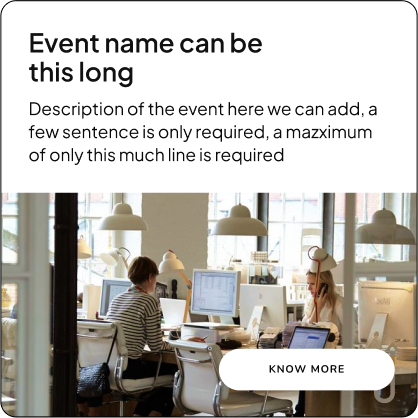 Event name can be
this long
Description of the event here we can add, a
few sentence is only required, a mazximum
of only this much line is required
KNOW MORE